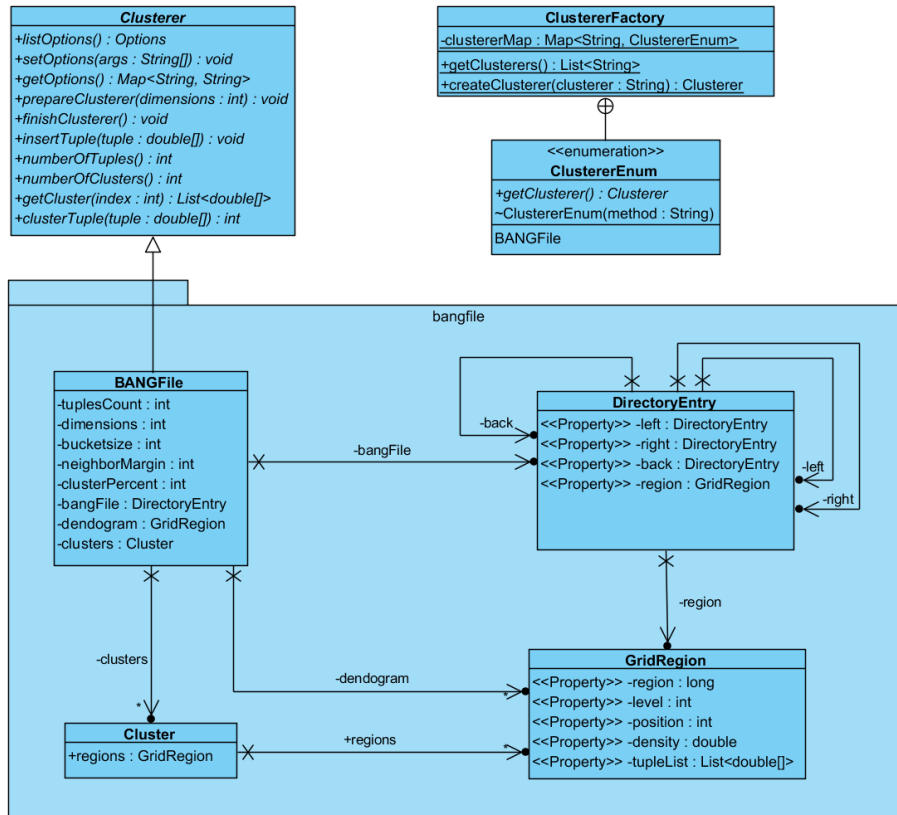 Clusterer
+listOptions() : Options
+setOptions(args : String[]) : void
+getOptions() : Map<String, String>
+prepareClusterer(dimensions : int) : void
+finishClusterer() : void
+insertTuple(tuple : double[]) : void
+numberOfTuples() : int
+numberOfClusters() : int
+getCluster(index : int) : List<double[]>
+clusterTuple(tuple : double[]) : int
ClustererFactory
-clustererMap : Map<String, ClustererEnum>
+getClusterers() : List<String>
+createClusterer(clusterer : String) : Clusterer
<<enumeration>>
ClustererEnum
+getClusterer() : Clusterer
~ClustererEnum(method : String)
BANGFile
bangfile
BANGFile
-tuplesCount : int
-dimensions : int
-bucketsize : int
-neighborMargin : int
-clusterPercent : int
-bangFile : DirectoryEntry
-dendogram : GridRegion
-clusters : Cluster
-bangFile
-back
DirectoryEntry
<<Property>> -left : DirectoryEntry
<<Property>> -right : DirectoryEntry
<<Property>> -back : DirectoryEntry
<<Property>> -region : GridRegion
-left
-right
-region
-clusters
*
-dendogram
*
Cluster
+regions : GridRegion
+regions
*
GridRegion
<<Property>> -region : long
<<Property>> -level : int
<<Property>> -position : int
<<Property>> -density : double
<<Property>> -tupleList : List<double[]>